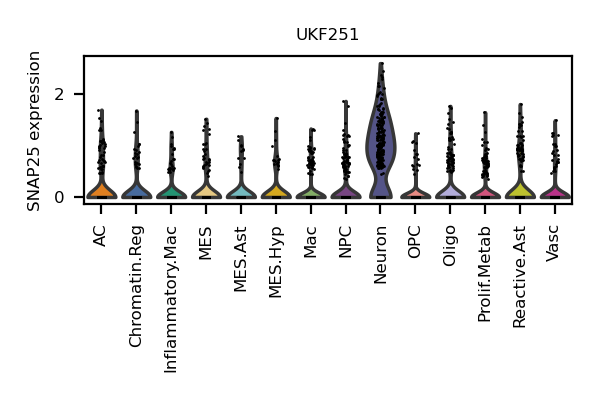 UKF251
SNAP25 expression
2
0
AC
Chromatin.Reg
Inflammatory.Mac
MES
MES.Ast
MES.Hyp
Mac
NPC
Neuron
OPC
Oligo
Prolif.Metab
Reactive.Ast
Vasc